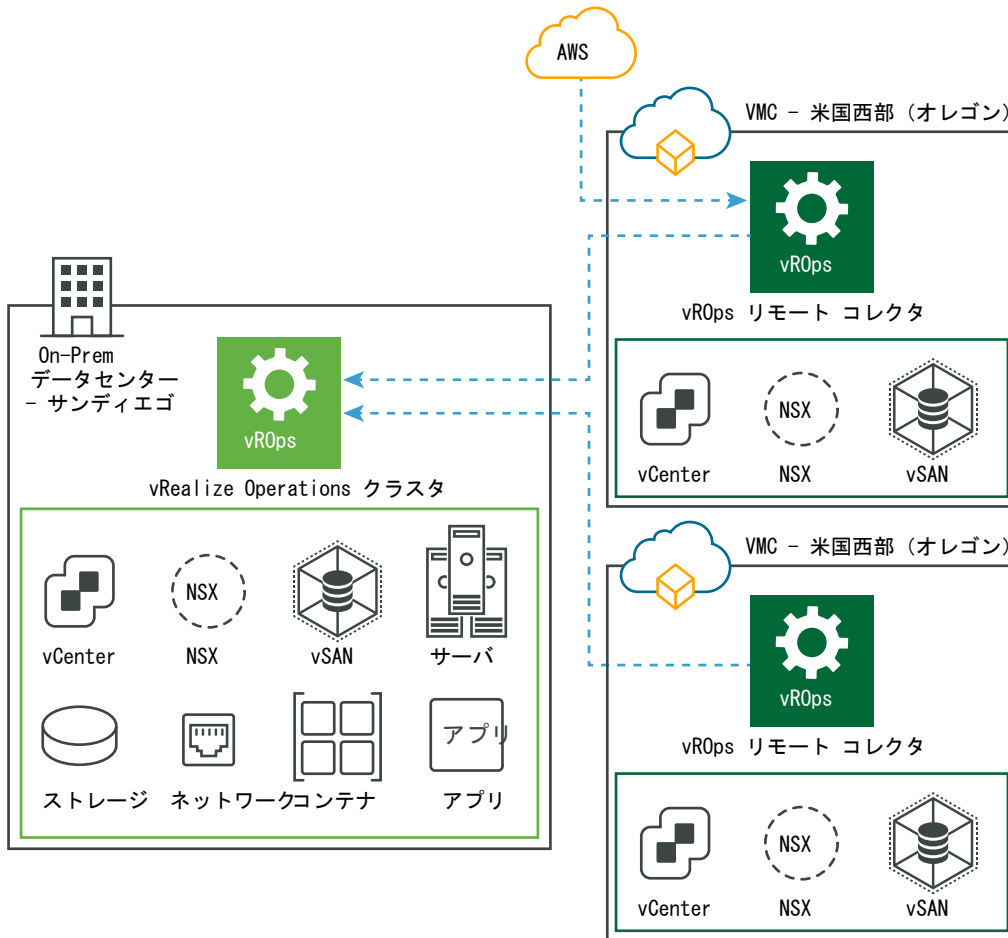 AWS
VMC - 米国西部 (オレゴン)
vROps
vROps リモート コレクタ
vCenter
NSX
NSX
vSAN
On-Prem
データセンター
- サンディエゴ
vROps
vRealize Operations クラスタ
vCenter
NSX
NSX
vSAN
サーバ
ストレージ
ネットワーク
コンテナ
アプリ
アプリ
VMC - 米国西部 (オレゴン)
vROps
vROps リモート コレクタ
vCenter
NSX
NSX
vSAN